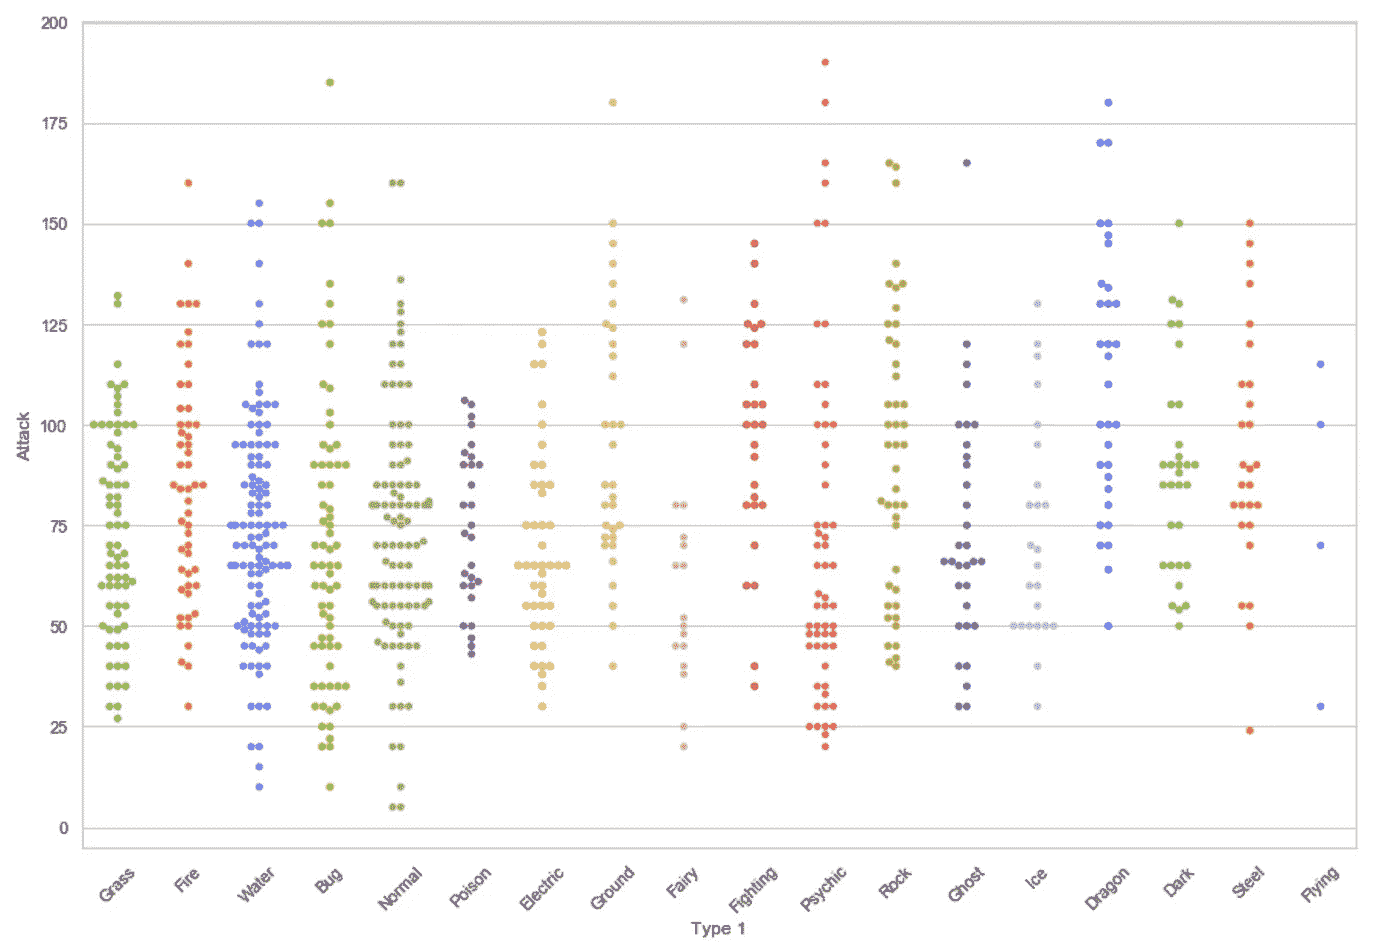 200
175
150
125
100
75
50
25
0
Attack
Grass
Fire
Water
Bug
Normal
Poison
Electric
Ground
Fairy
Fighting
Psychic
Rock
Ghost
Ice
Dragon
Dark
Steel
Flying
Type 1